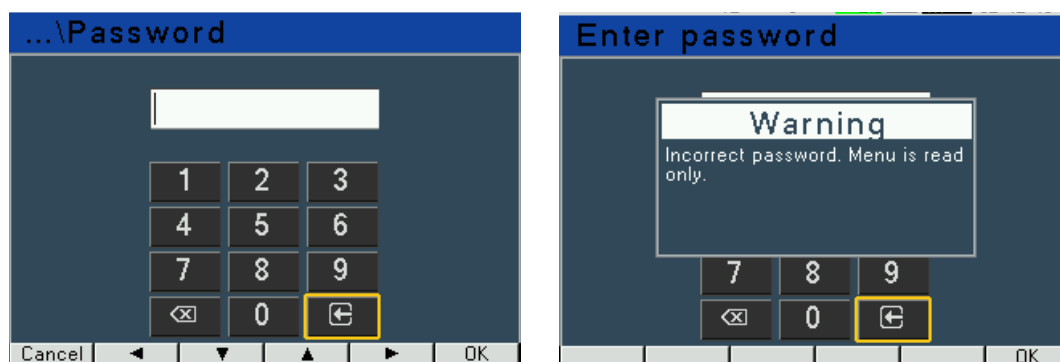 ...\Password
1 2 3
4 5 6
7 8 9
0
Cancel OK
Enter password
Warning
Incorrect password. Menu is read
only.
7 8 9
0
OK